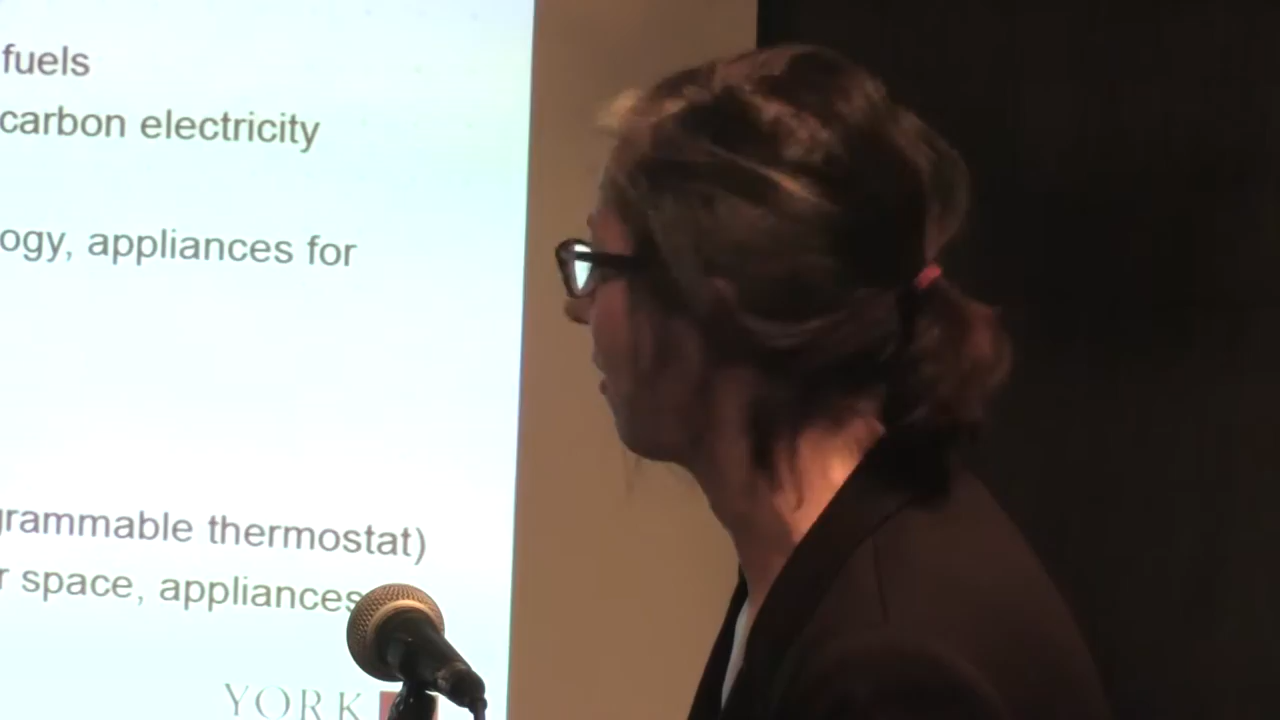 fuels
carbon electricity
ogy, appliances for
grammable thermostat)
r space, appliances
YORK